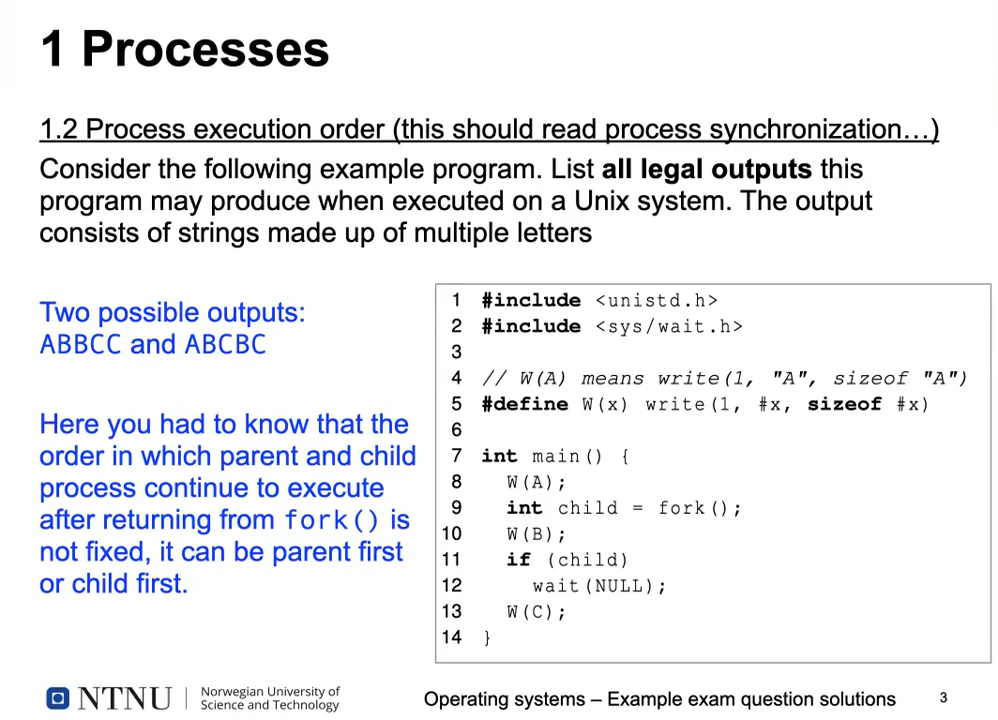 1 Processes
1.2 Process execution order (this should read process synchronization…)
Consider the following example program. List all legal outputs this
program may produce when executed on a Unix system. The output
consists of strings made up of multiple letters
Two possible outputs:
ABBCC and ABCBC
Here you had to know that the
order in which parent and child
process continue to execute
after returning from fork() is
not fixed, it can be parent first
or child first.
1 #include <unistd.h>
2 #include <sys/wait.h>
3
4 // W(A) means write(1, "A", sizeof "A")
5 #define W(x) write(1, #x, sizeof #x)
6
7 int main() {
8 W(A);
9 int child = fork();
10 W(B);
11 if (child)
12 wait(NULL);
13 W(C);
14 }
NTNU
Norwegian University of
Science and Technology
Operating systems – Example exam question solutions 3